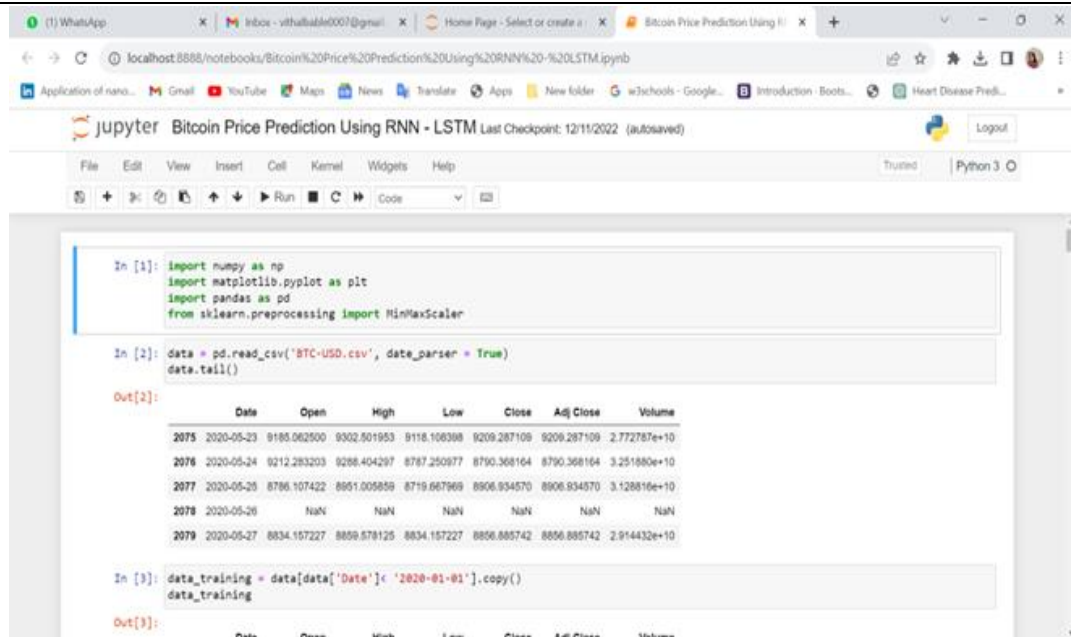 (1) WhatsApp
Inbox - vithalbable0007@gmail
Home Page - Select or create a
Bitcoin Price Prediction Using R
localhost:8888/notebooks/Bitcoin%20Price%20Prediction%20Using%20RNN%20-%20LSTM.ipynb
Application of nano... Gmail YouTube Maps News Translate Apps New folder w3schools - Google... Introduction · Boots... Heart Disease Predi...
jupyter Bitcoin Price Prediction Using RNN - LSTM Last Checkpoint: 12/11/2022 (autosaved)
Logout
File Edit View Insert Cell Kernel Widgets Help
Trusted Python 3
Run Code
In [1]: import numpy as np
import matplotlib.pyplot as plt
import pandas as pd
from sklearn.preprocessing import MinMaxScaler
In [2]: data = pd.read_csv('BTC-USD.csv', date_parser = True)
data.tail()
Out[2]:
Date Open High Low Close Adj Close Volume
2075 2020-05-23 9185.062500 9302.501953 9118.108398 9209.287109 9209.287109 2.772787e+10
2076 2020-05-24 9212.283203 9288.404297 8787.250977 8790.368164 8790.368164 3.251880e+10
2077 2020-05-25 8786.107422 8951.005859 8719.667969 8906.934570 8906.934570 3.128816e+10
2078 2020-05-26 NaN NaN NaN NaN NaN NaN
2079 2020-05-27 8834.157227 8859.578125 8834.157227 8856.885742 8856.885742 2.914432e+10
In [3]: data_training = data[data['Date']< '2020-01-01'].copy()
data_training
Out[3]:
Date Open High Low Close Adj Close Volume